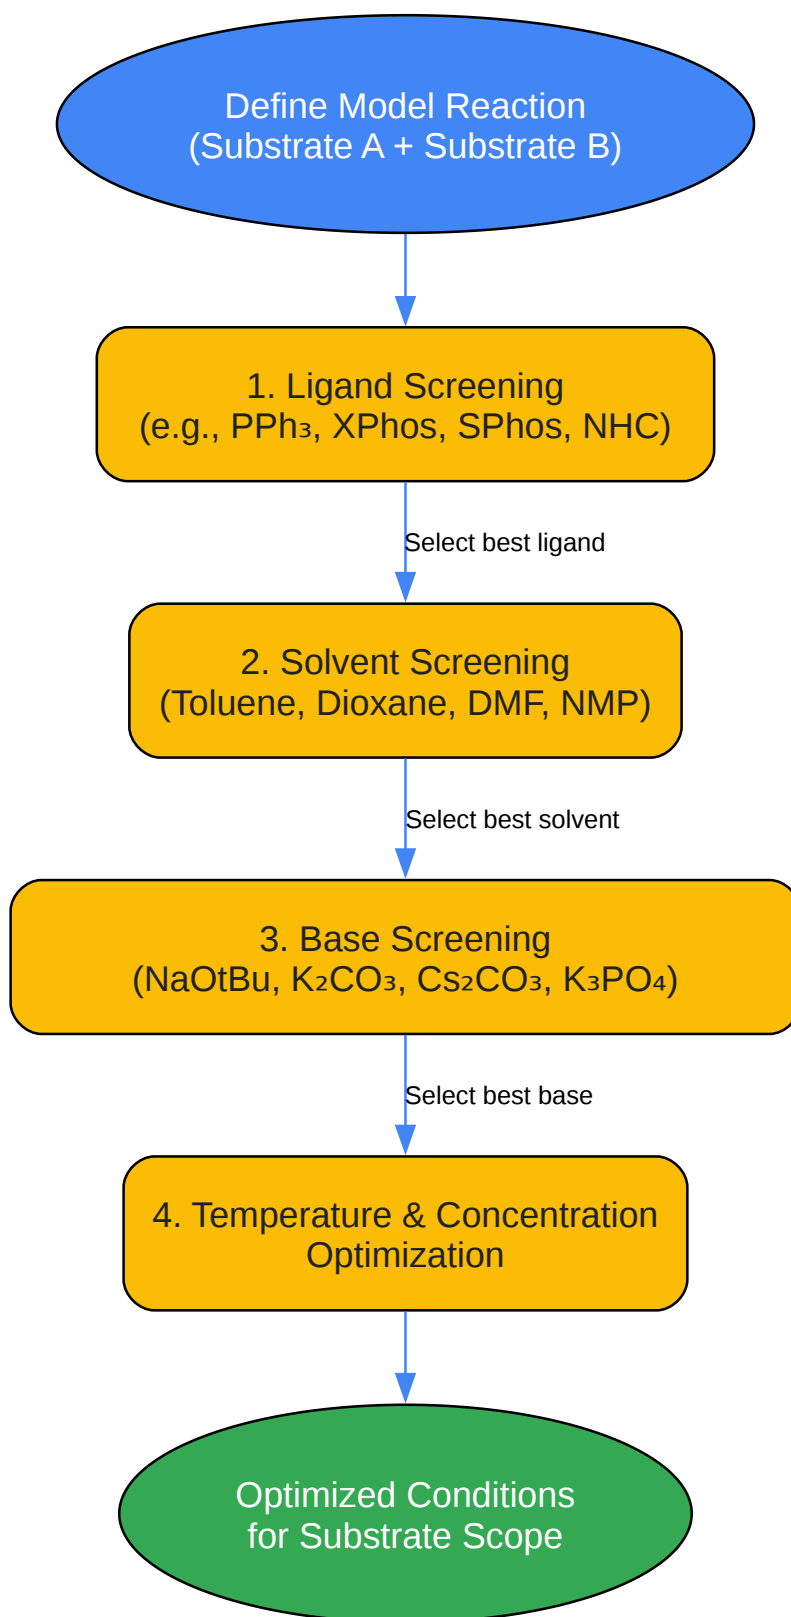 Define Model Reaction
(Substrate A + Substrate B)
1. Ligand Screening
(e.g., PPh₃, XPhos, SPhos, NHC)
Select best ligand
2. Solvent Screening
(Toluene, Dioxane, DMF, NMP)
Select best solvent
3. Base Screening
(NaOtBu, K₂CO₃, Cs₂CO₃, K₃PO₄)
Select best base
4. Temperature & Concentration
Optimization
Optimized Conditions
for Substrate Scope